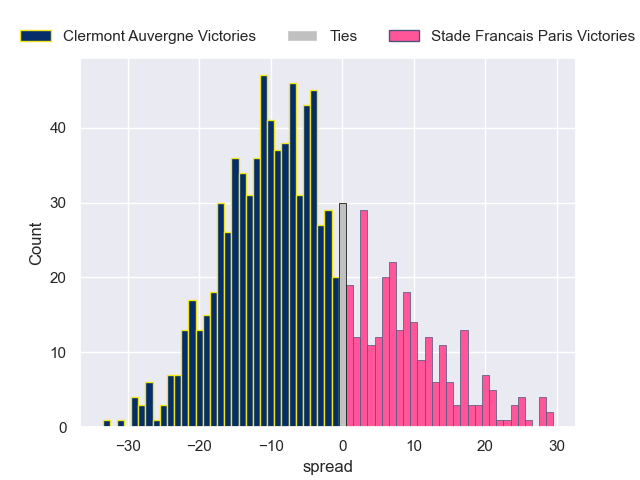 Clermont Auvergne Victories Ties Stade Francais Paris Victories
40
30
20
10
0
Count
−30 −20 −10 0 10 20 30
spread